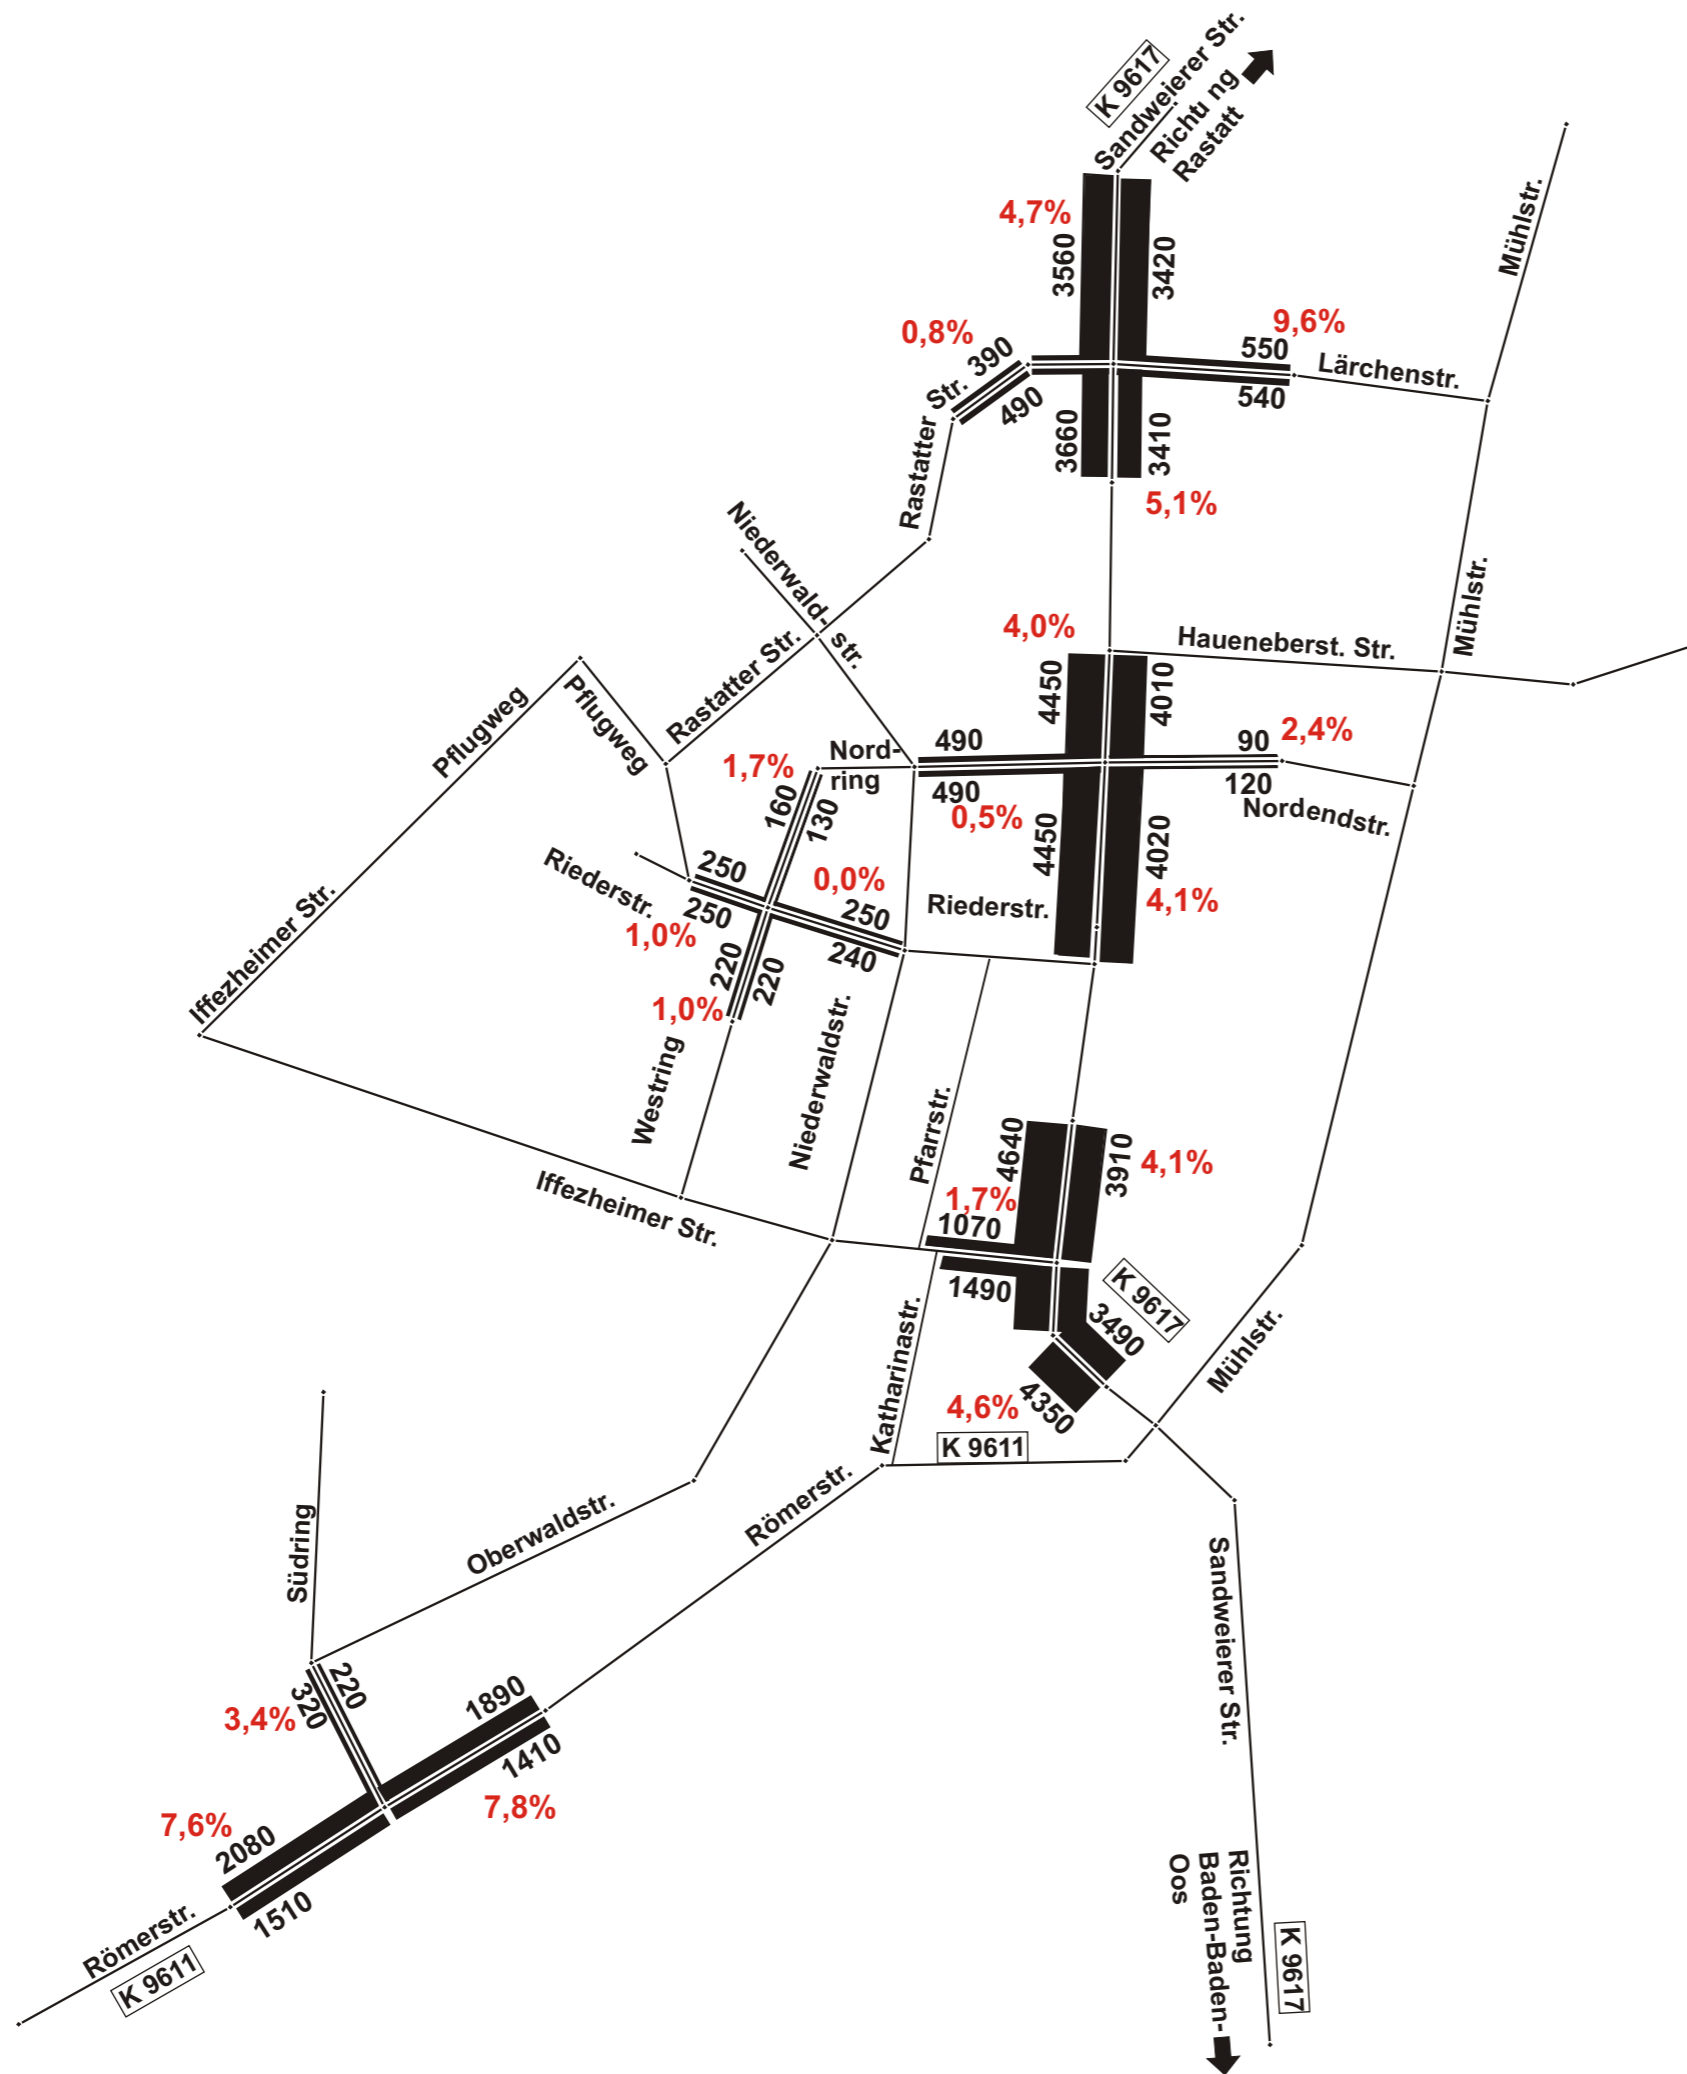 K 9617
Sandweierer Str.
Richtu ng
Rastatt
Mühlstr.
4,7%
3560
3420
0,8%
390
9,6%
550
Lärchenstr.
540
Rastatter Str.
490
3660
3410
5,1%
Niederwald-
str.
4,0%
Haueneberst. Str.
Mühlstr.
Rastatter Str.
Pflugweg
Pflugweg
4450
4010
490
90
2,4%
1,7%
Nord-
ring
490
120
Nordendstr.
0,5%
160
130
4450
4020
250
0,0%
Riederstr.
250
250
Riederstr.
4,1%
1,0%
240
220
220
1,0%
Iffezheimer Str.
Westring
Niederwaldstr.
Pfarrstr.
4640
3910
4,1%
Iffezheimer Str.
1,7%
1070
1490
K 9617
3490
Katharinastr.
4350
4,6%
Mühlstr.
K 9611
Römerstr.
Südring
Oberwaldstr.
Sandweierer Str.
220
320
3,4%
1890
1410
7,8%
7,6%
2080
1510
Römerstr.
K 9611
Richtung
Baden-Baden-
Oos
K 9617